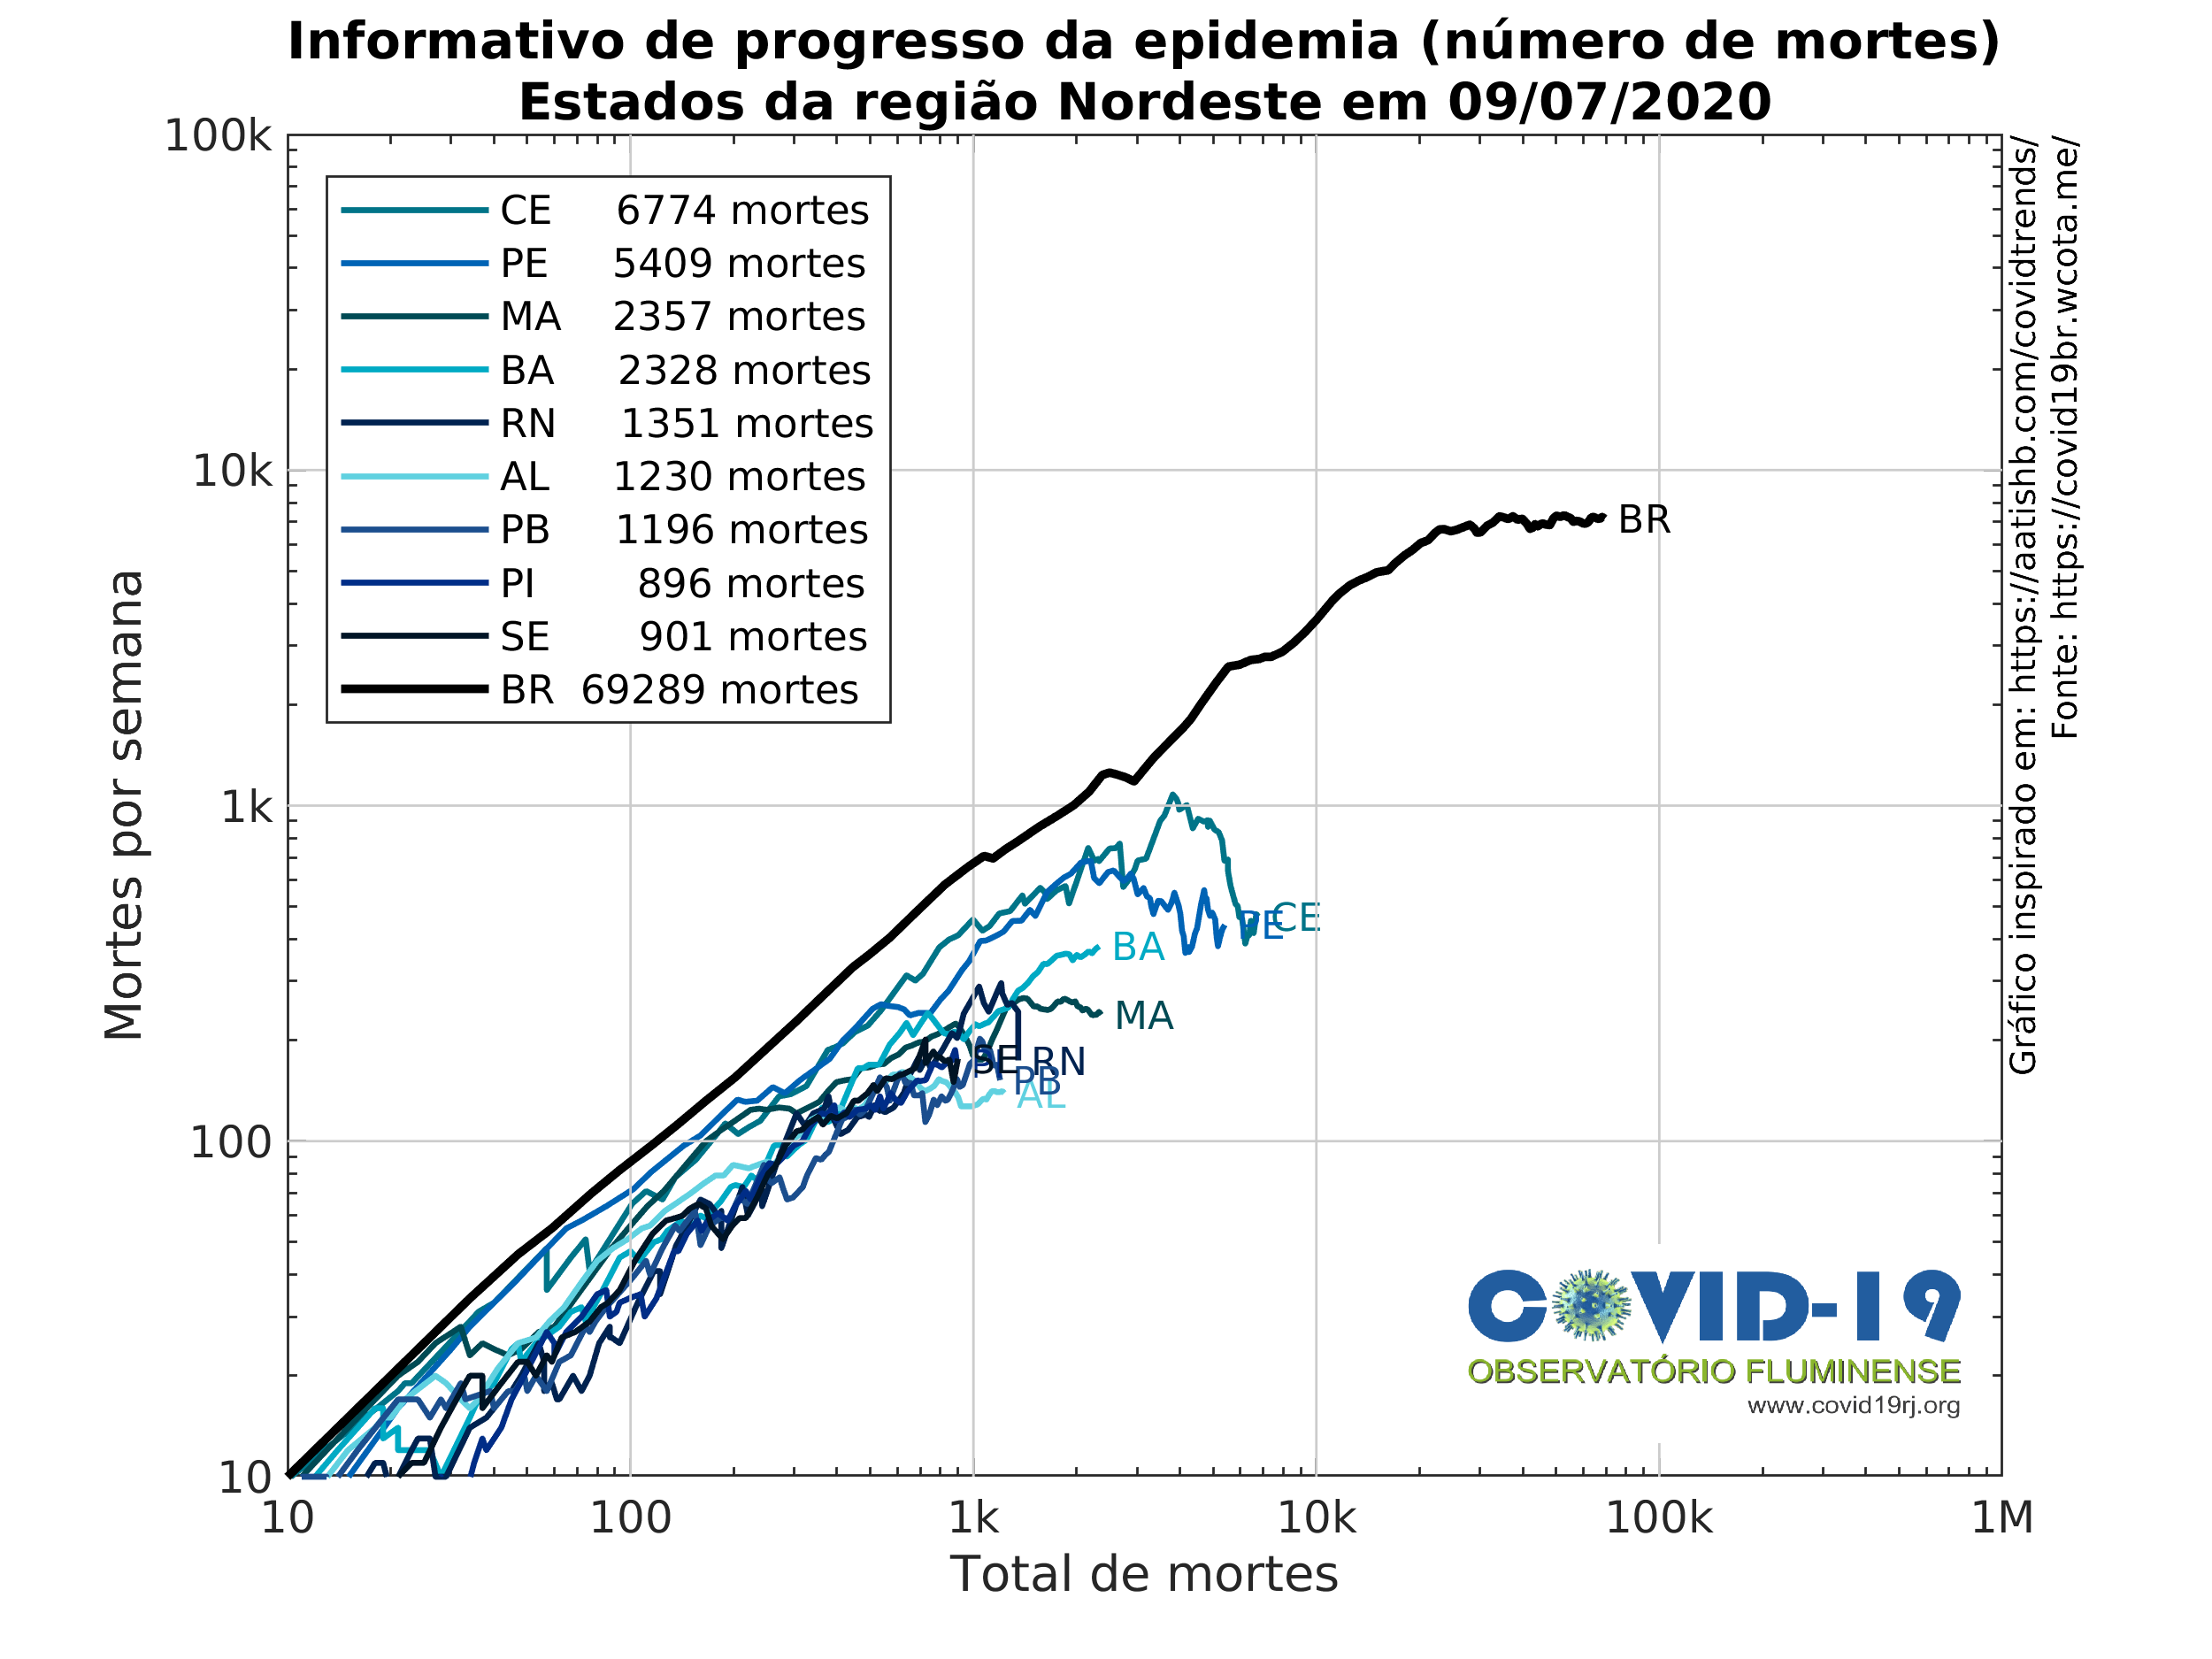 Informativo de progresso da epidemia (número de mortes)
Estados da região Nordeste em 09/07/2020
100k
10k
1k
100
10
Mortes por semana
CE 6774 mortes
PE 5409 mortes
MA 2357 mortes
BA 2328 mortes
RN 1351 mortes
AL 1230 mortes
PB 1196 mortes
PI 896 mortes
SE 901 mortes
BR 69289 mortes
BR
CE
PE
BA
MA
SE
RN
PB
AL
Gráfico inspirado em: https://aatishb.com/covidtrends/
Fonte: https://covid19br.wcota.me/
COVID-19
OBSERVATÓRIO FLUMINENSE
www.covid19rj.org
10
100
1k
10k
100k
1M
Total de mortes